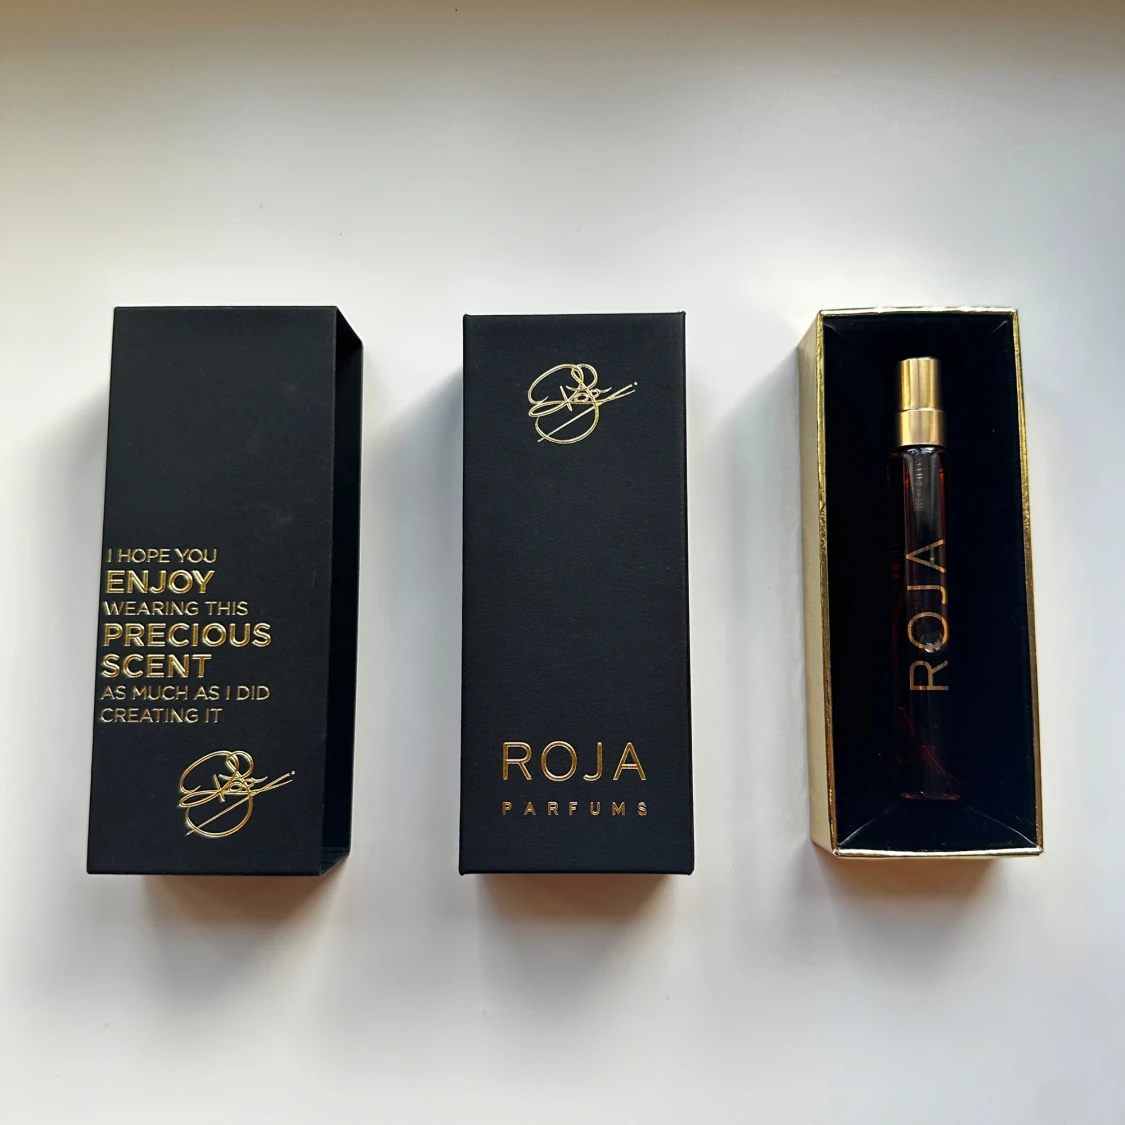 I HOPE YOU
ENJOY
WEARING THIS
PRECIOUS
SCENT
AS MUCH AS I DID
CREATING IT
ROJA
PARFUMS
ROJA